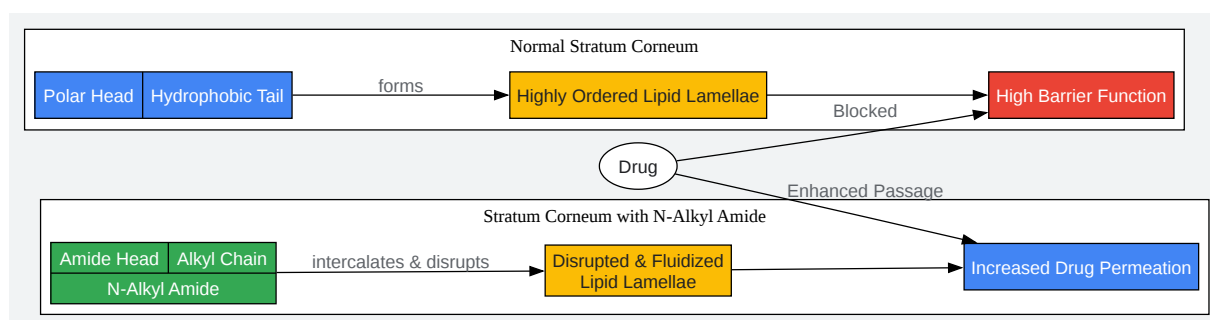 Normal Stratum Corneum
Polar Head
Hydrophobic Tail
forms
Highly Ordered Lipid Lamellae
High Barrier Function
Blocked
Drug
Enhanced Passage
Stratum Corneum with N-Alkyl Amide
Amide Head
Alkyl Chain
N-Alkyl Amide
intercalates & disrupts
Disrupted & Fluidized
Lipid Lamellae
Increased Drug Permeation